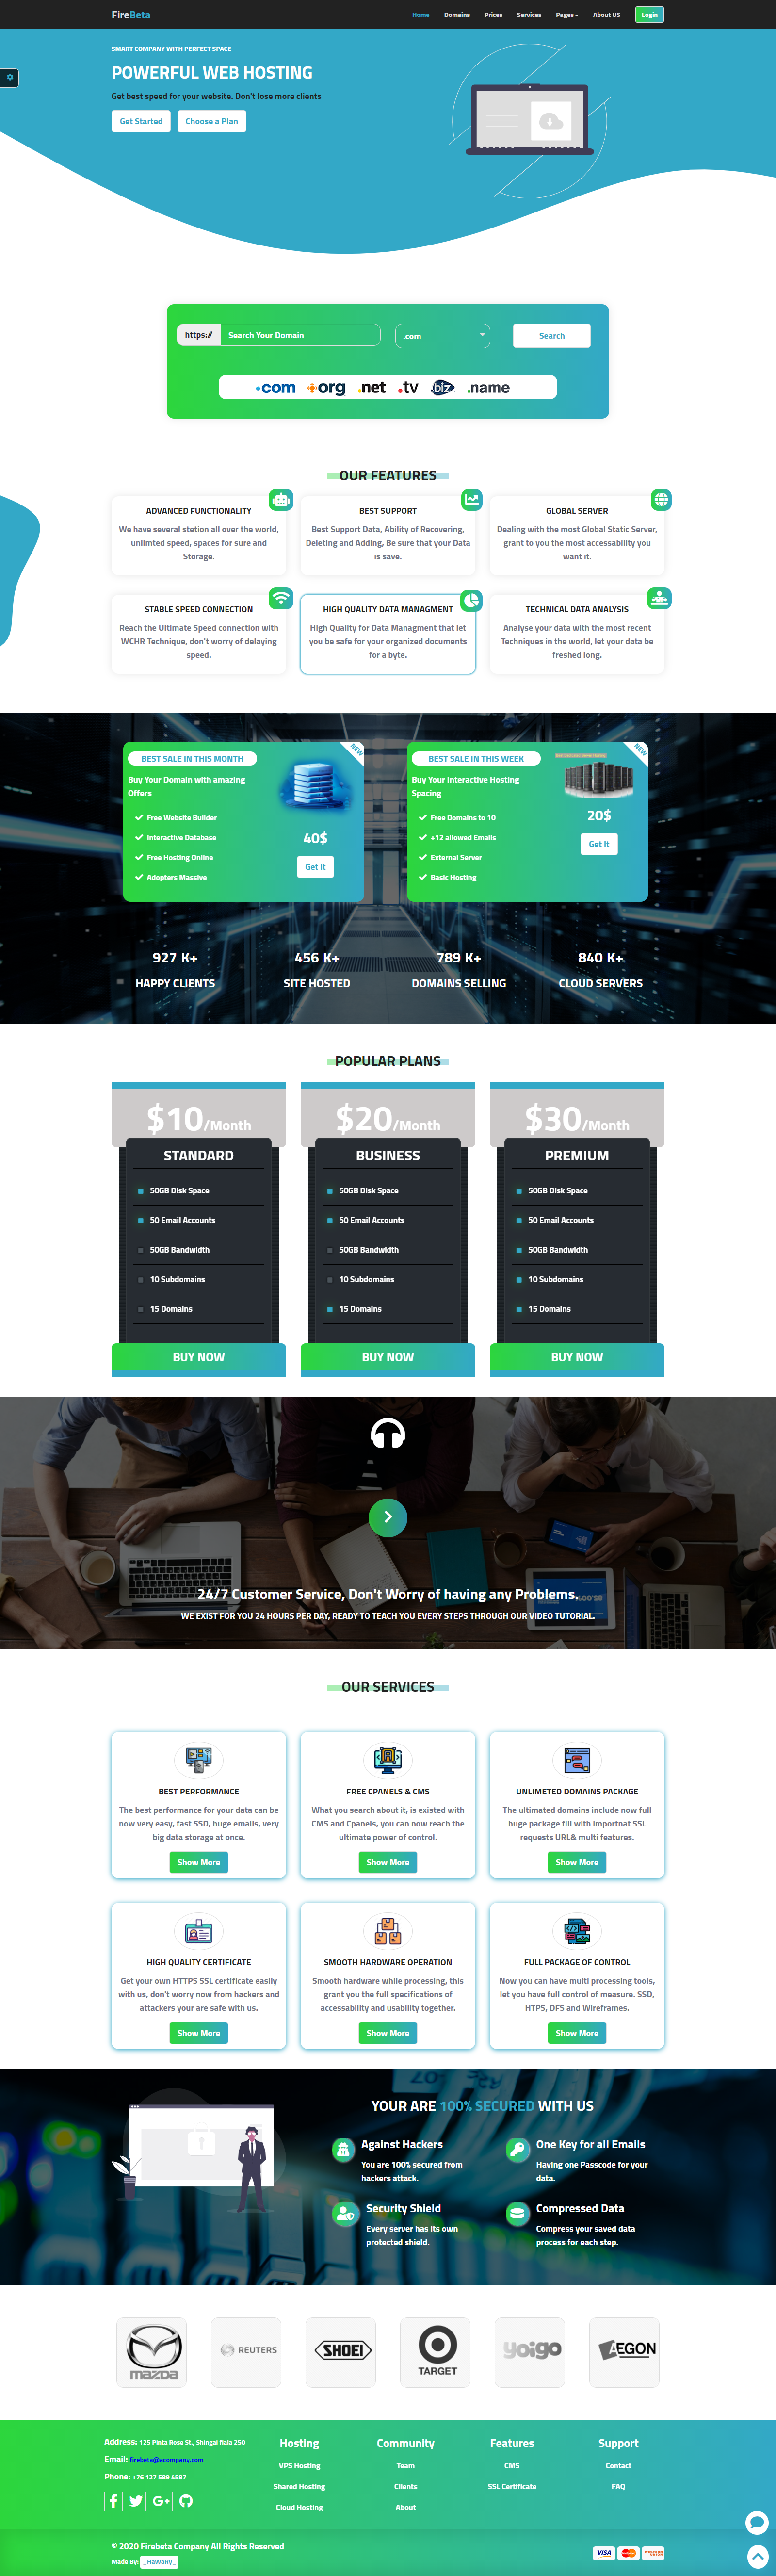 FireBeta
Home Domains Prices Services Pages About US Login
SMART COMPANY WITH PERFECT SPACE
POWERFUL WEB HOSTING
Get best speed for your website. Don't lose more clients
Get Started Choose a Plan
https:// Search Your Domain .com Search
.com .org .net .tv .biz .name
OUR FEATURES
ADVANCED FUNCTIONALITY
We have several stetion all over the world,
unlimted speed, spaces for sure and
Storage.
BEST SUPPORT
Best Support Data, Ability of Recovering,
Deleting and Adding, Be sure that your Data
is save.
GLOBAL SERVER
Dealing with the most Global Static Server,
grant to you the most accessability you
want it.
STABLE SPEED CONNECTION
Reach the Ultimate Speed connection with
WCHR Technique, don't worry of delaying
speed.
HIGH QUALITY DATA MANAGMENT
High Quality for Data Managment that let
you be safe for your organized documents
for a byte.
TECHNICAL DATA ANALYSIS
Analyse your data with the most recent
Techniques in the world, let your data be
freshed long.
BEST SALE IN THIS MONTH
NEW
Buy Your Domain with amazing
Offers
Free Website Builder
Interactive Database
Free Hosting Online
Adopters Massive
40$
Get It
BEST SALE IN THIS WEEK
NEW
Buy Your Interactive Hosting
Spacing
Free Domains to 10
+12 allowed Emails
External Server
Basic Hosting
20$
Get It
927 K+
HAPPY CLIENTS
456 K+
SITE HOSTED
789 K+
DOMAINS SELLING
840 K+
CLOUD SERVERS
POPULAR PLANS
$10/Month
STANDARD
50GB Disk Space
50 Email Accounts
50GB Bandwidth
10 Subdomains
15 Domains
BUY NOW
$20/Month
BUSINESS
50GB Disk Space
50 Email Accounts
50GB Bandwidth
10 Subdomains
15 Domains
BUY NOW
$30/Month
PREMIUM
50GB Disk Space
50 Email Accounts
50GB Bandwidth
10 Subdomains
15 Domains
BUY NOW
24/7 Customer Service, Don't Worry of having any Problems.
WE EXIST FOR YOU 24 HOURS PER DAY, READY TO TEACH YOU EVERY STEPS THROUGH OUR VIDEO TUTORIAL.
OUR SERVICES
BEST PERFORMANCE
The best performance for your data can be
now very easy, fast SSD, huge emails, very
big data storage at once.
Show More
FREE CPANELS & CMS
What you search about it, is existed with
CMS and Cpanels, you can now reach the
ultimate power of control.
Show More
UNLIMETED DOMAINS PACKAGE
The ultimated domains include now full
huge package fill with importnat SSL
requests URL& multi features.
Show More
HIGH QUALITY CERTIFICATE
Get your own HTTPS SSL certificate easily
with us, don't worry now from hackers and
attackers your are safe with us.
Show More
SMOOTH HARDWARE OPERATION
Smooth hardware while processing, this
grant you the full specifications of
accessability and usability together.
Show More
FULL PACKAGE OF CONTROL
Now you can have multi processing tools,
let you have full control of measure. SSD,
HTPS, DFS and Wireframes.
Show More
YOUR ARE 100% SECURED WITH US
Against Hackers
You are 100% secured from
hackers attack.
One Key for all Emails
Having one Passcode for your
data.
Security Shield
Every server has its own
protected shield.
Compressed Data
Compress your saved data
process for each step.
mazda
REUTERS
SHOEI
TARGET
yoigo
AEGON
Address: 125 Pinta Rose St., Shingai fiala 250
Email: firebeta@acompany.com
Phone: +76 127 589 4587
Hosting
VPS Hosting
Shared Hosting
Cloud Hosting
Community
Team
Clients
About
Features
CMS
SSL Certificate
Support
Contact
FAQ
© 2020 Firebeta Company All Rights Reserved
Made By: _HaWaRy_
VISA MasterCard WESTERN UNION